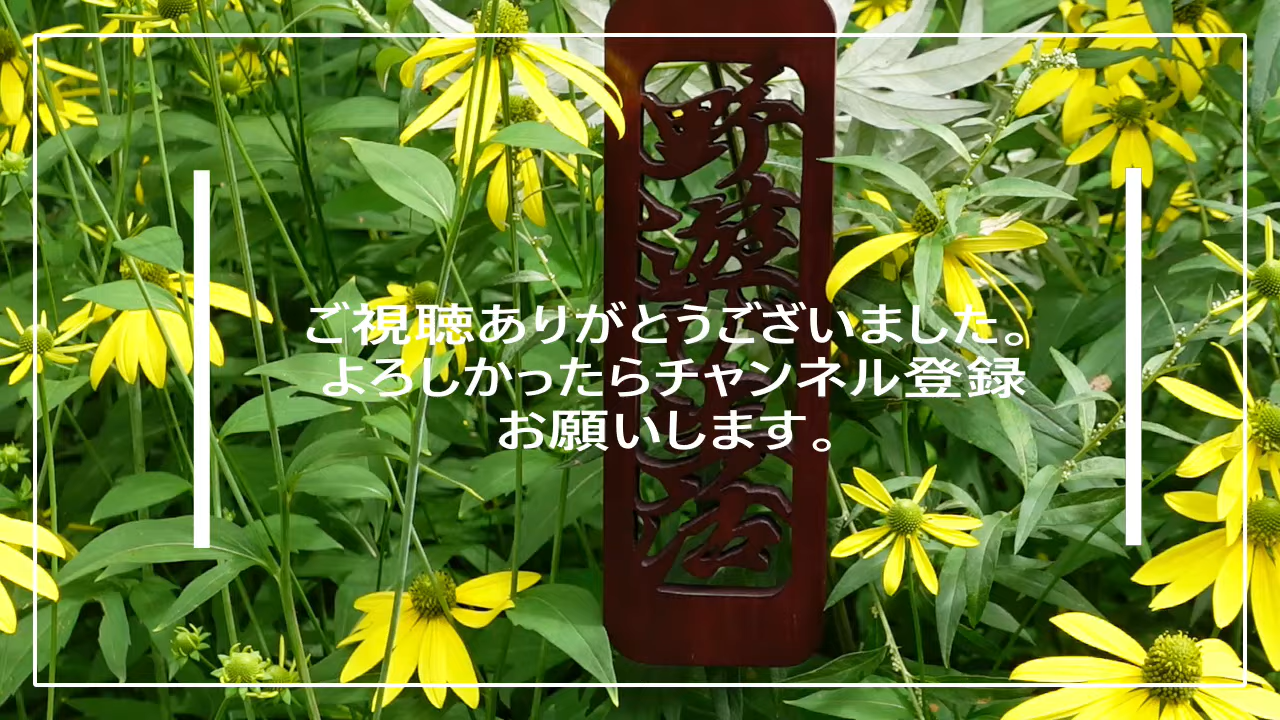 ご視聴ありがとうございました。
よろしかったらチャンネル登録
お願いします。